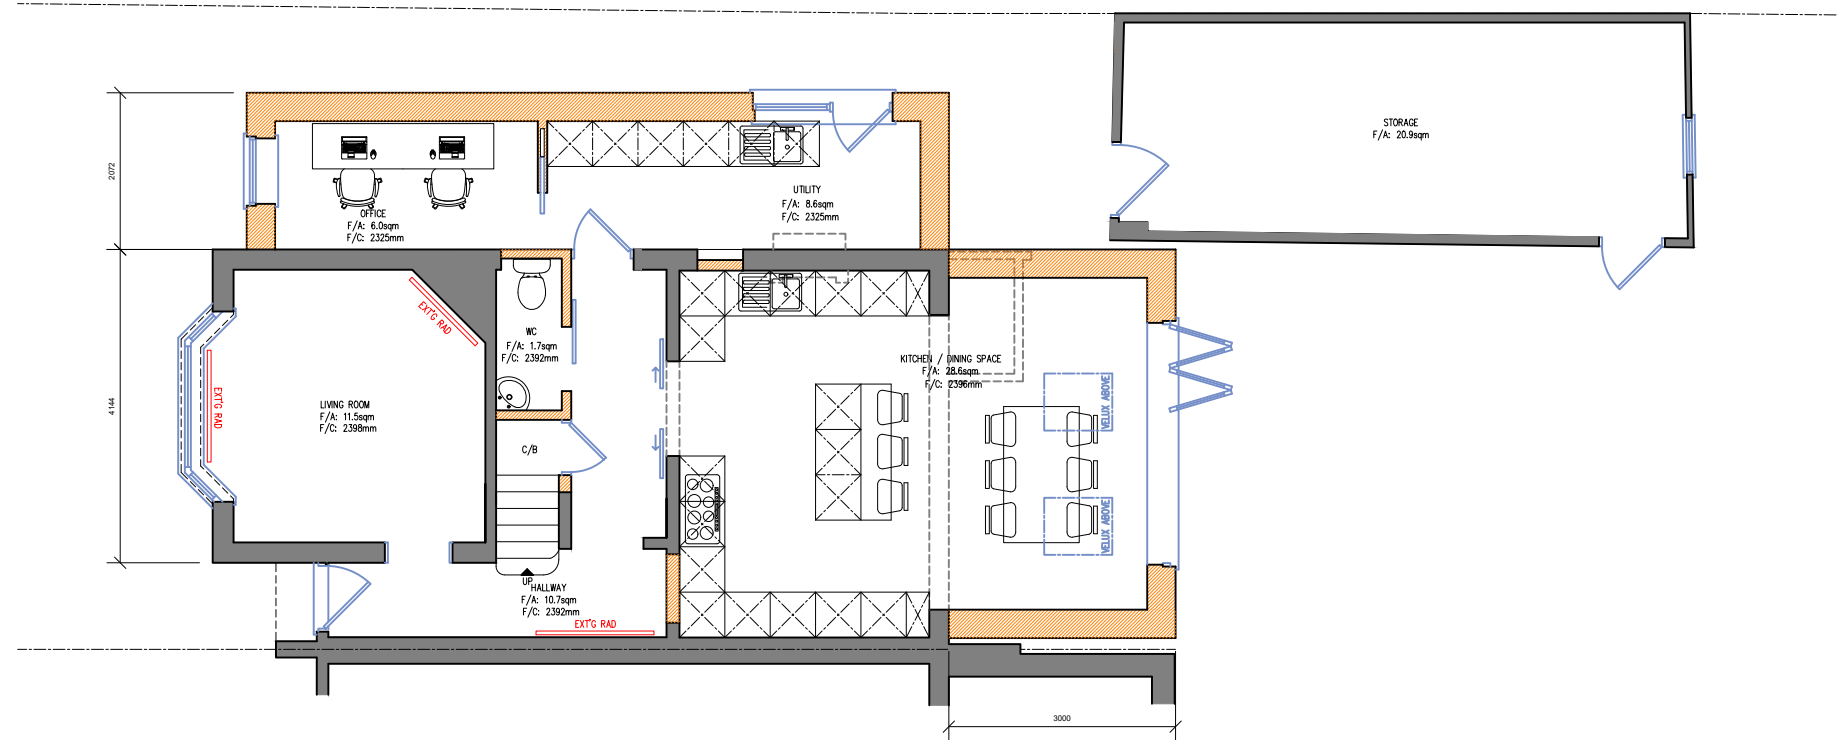 STORAGE
F/A: 20.9sqm
2072
UTILITY
F/A: 8.6sqm
F/C: 2325mm
OFFICE
F/A: 6.0sqm
F/C: 2325mm
EXT'G RAD
WC
F/A: 1.7sqm
F/C: 2392mm
KITCHEN / DINING SPACE
F/A: 28.6sqm
F/C: 2396mm
VELUX ABOVE
EXT'G RAD
4144
LIVING ROOM
F/A: 11.5sqm
F/C: 2398mm
C/B
VELUX ABOVE
UP
HALLWAY
F/A: 10.7sqm
F/C: 2392mm
EXT'G RAD
3000